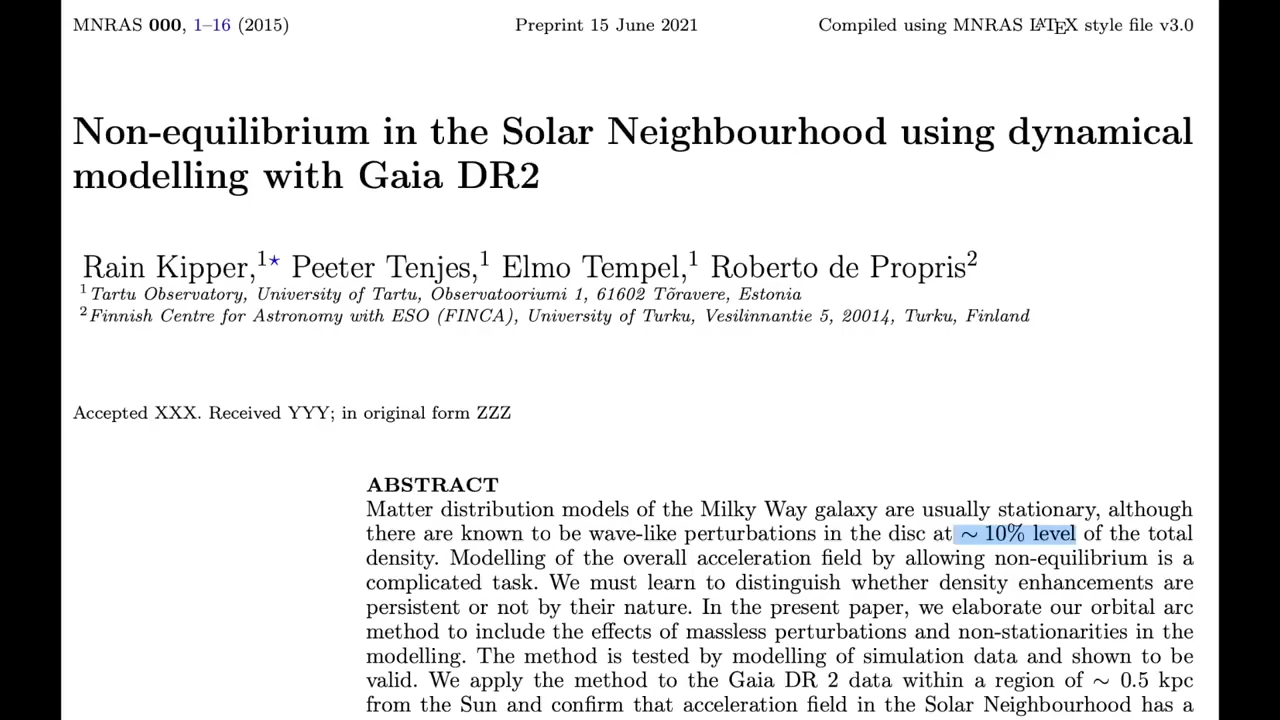 MNRAS 000, 1–16 (2015) Preprint 15 June 2021 Compiled using MNRAS LATEX style file v3.0
Non-equilibrium in the Solar Neighbourhood using dynamical
modelling with Gaia DR2
Rain Kipper,1⋆ Peeter Tenjes,1 Elmo Tempel,1 Roberto de Propris2
1 Tartu Observatory, University of Tartu, Observatooriumi 1, 61602 Tõravere, Estonia
2 Finnish Centre for Astronomy with ESO (FINCA), University of Turku, Vesilinnantie 5, 20014, Turku, Finland
Accepted XXX. Received YYY; in original form ZZZ
ABSTRACT
Matter distribution models of the Milky Way galaxy are usually stationary, although
there are known to be wave-like perturbations in the disc at ∼ 10% level of the total
density. Modelling of the overall acceleration field by allowing non-equilibrium is a
complicated task. We must learn to distinguish whether density enhancements are
persistent or not by their nature. In the present paper, we elaborate our orbital arc
method to include the effects of massless perturbations and non-stationarities in the
modelling. The method is tested by modelling of simulation data and shown to be
valid. We apply the method to the Gaia DR 2 data within a region of ∼ 0.5 kpc
from the Sun and confirm that acceleration field in the Solar Neighbourhood has a